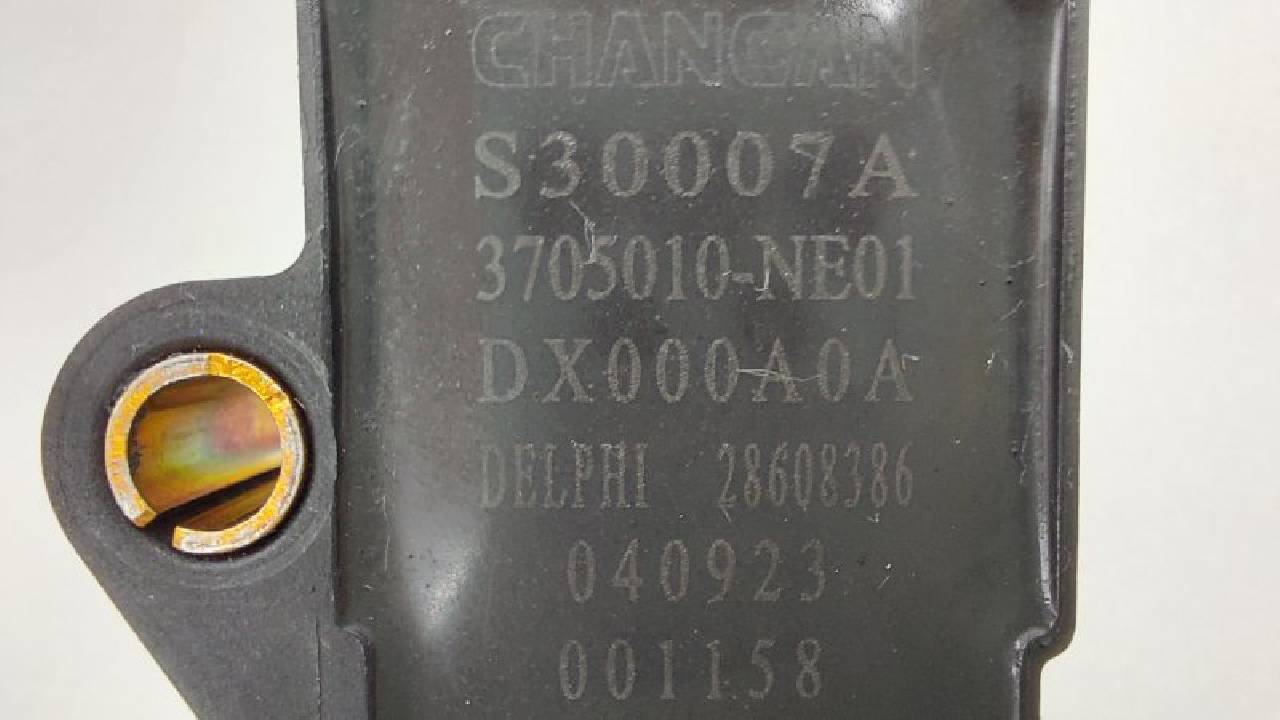 CHANGAN
S30007A
3705010-NE01
DX000A0A
DELPHI 28608386
040923
001158